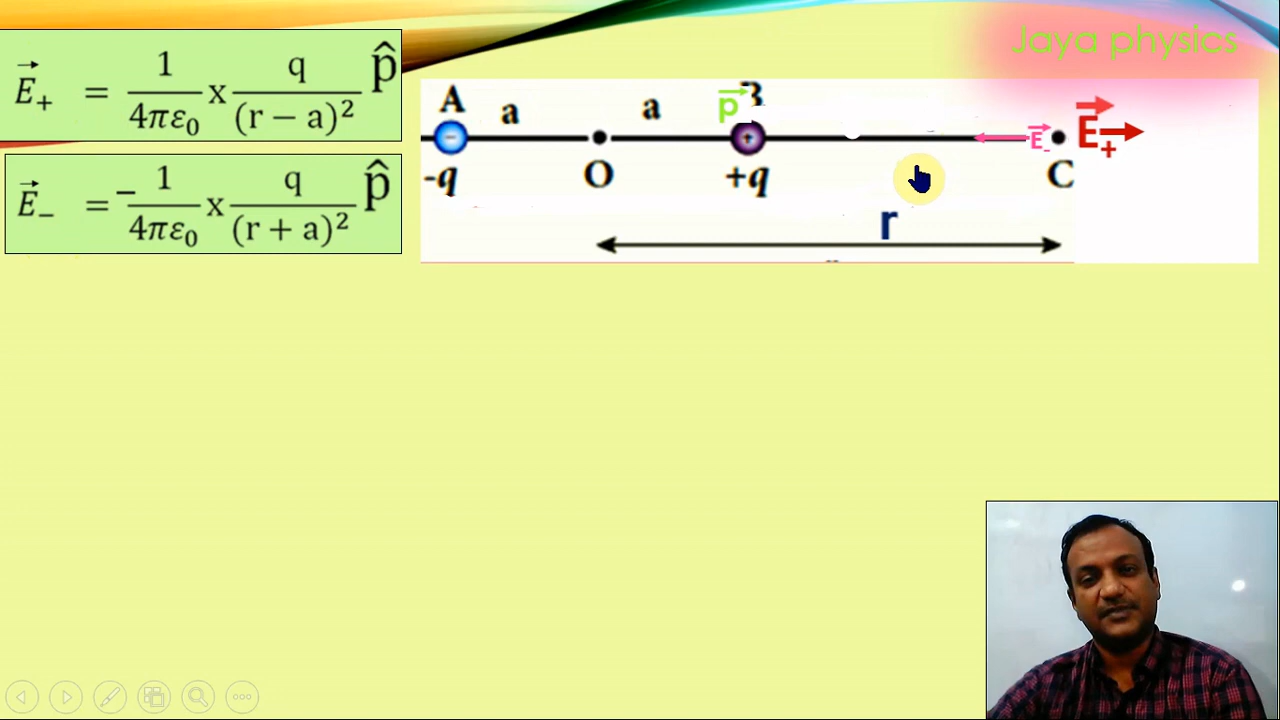 Jaya physics
E⃗₊ = 1/4πε₀ x q/(r − a)² p̂
E⃗₋ = −1/4πε₀ x q/(r + a)² p̂
A a a p⃗ B E⃗₋ E⃗₊
-q O +q C
r